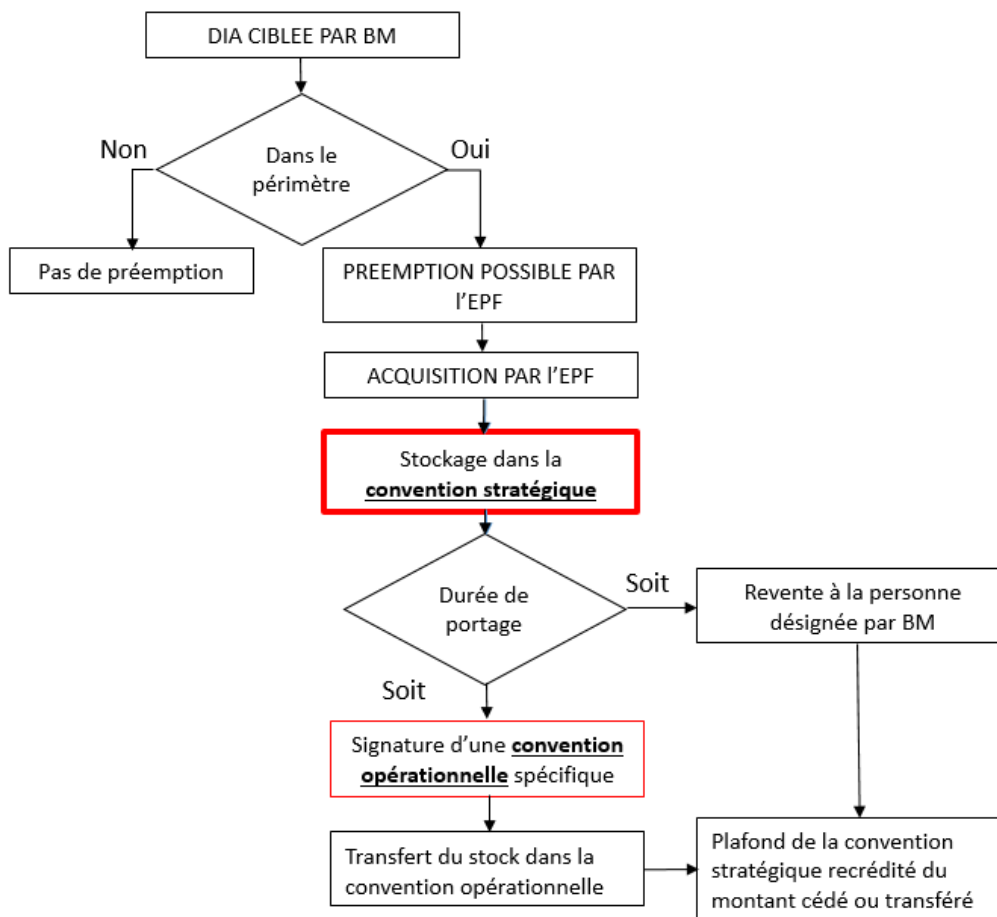 DIA CIBLEE PAR BM
Non
Oui
Dans le
périmètre
Pas de préemption
PREEMPTION POSSIBLE PAR
l’EPF
ACQUISITION PAR l’EPF
Stockage dans la
convention stratégique
Durée de
portage
Soit
Revente à la personne
désignée par BM
Soit
Signature d’une convention
opérationnelle spécifique
Transfert du stock dans la
convention opérationnelle
Plafond de la convention
stratégique recrédité du
montant cédé ou transféré